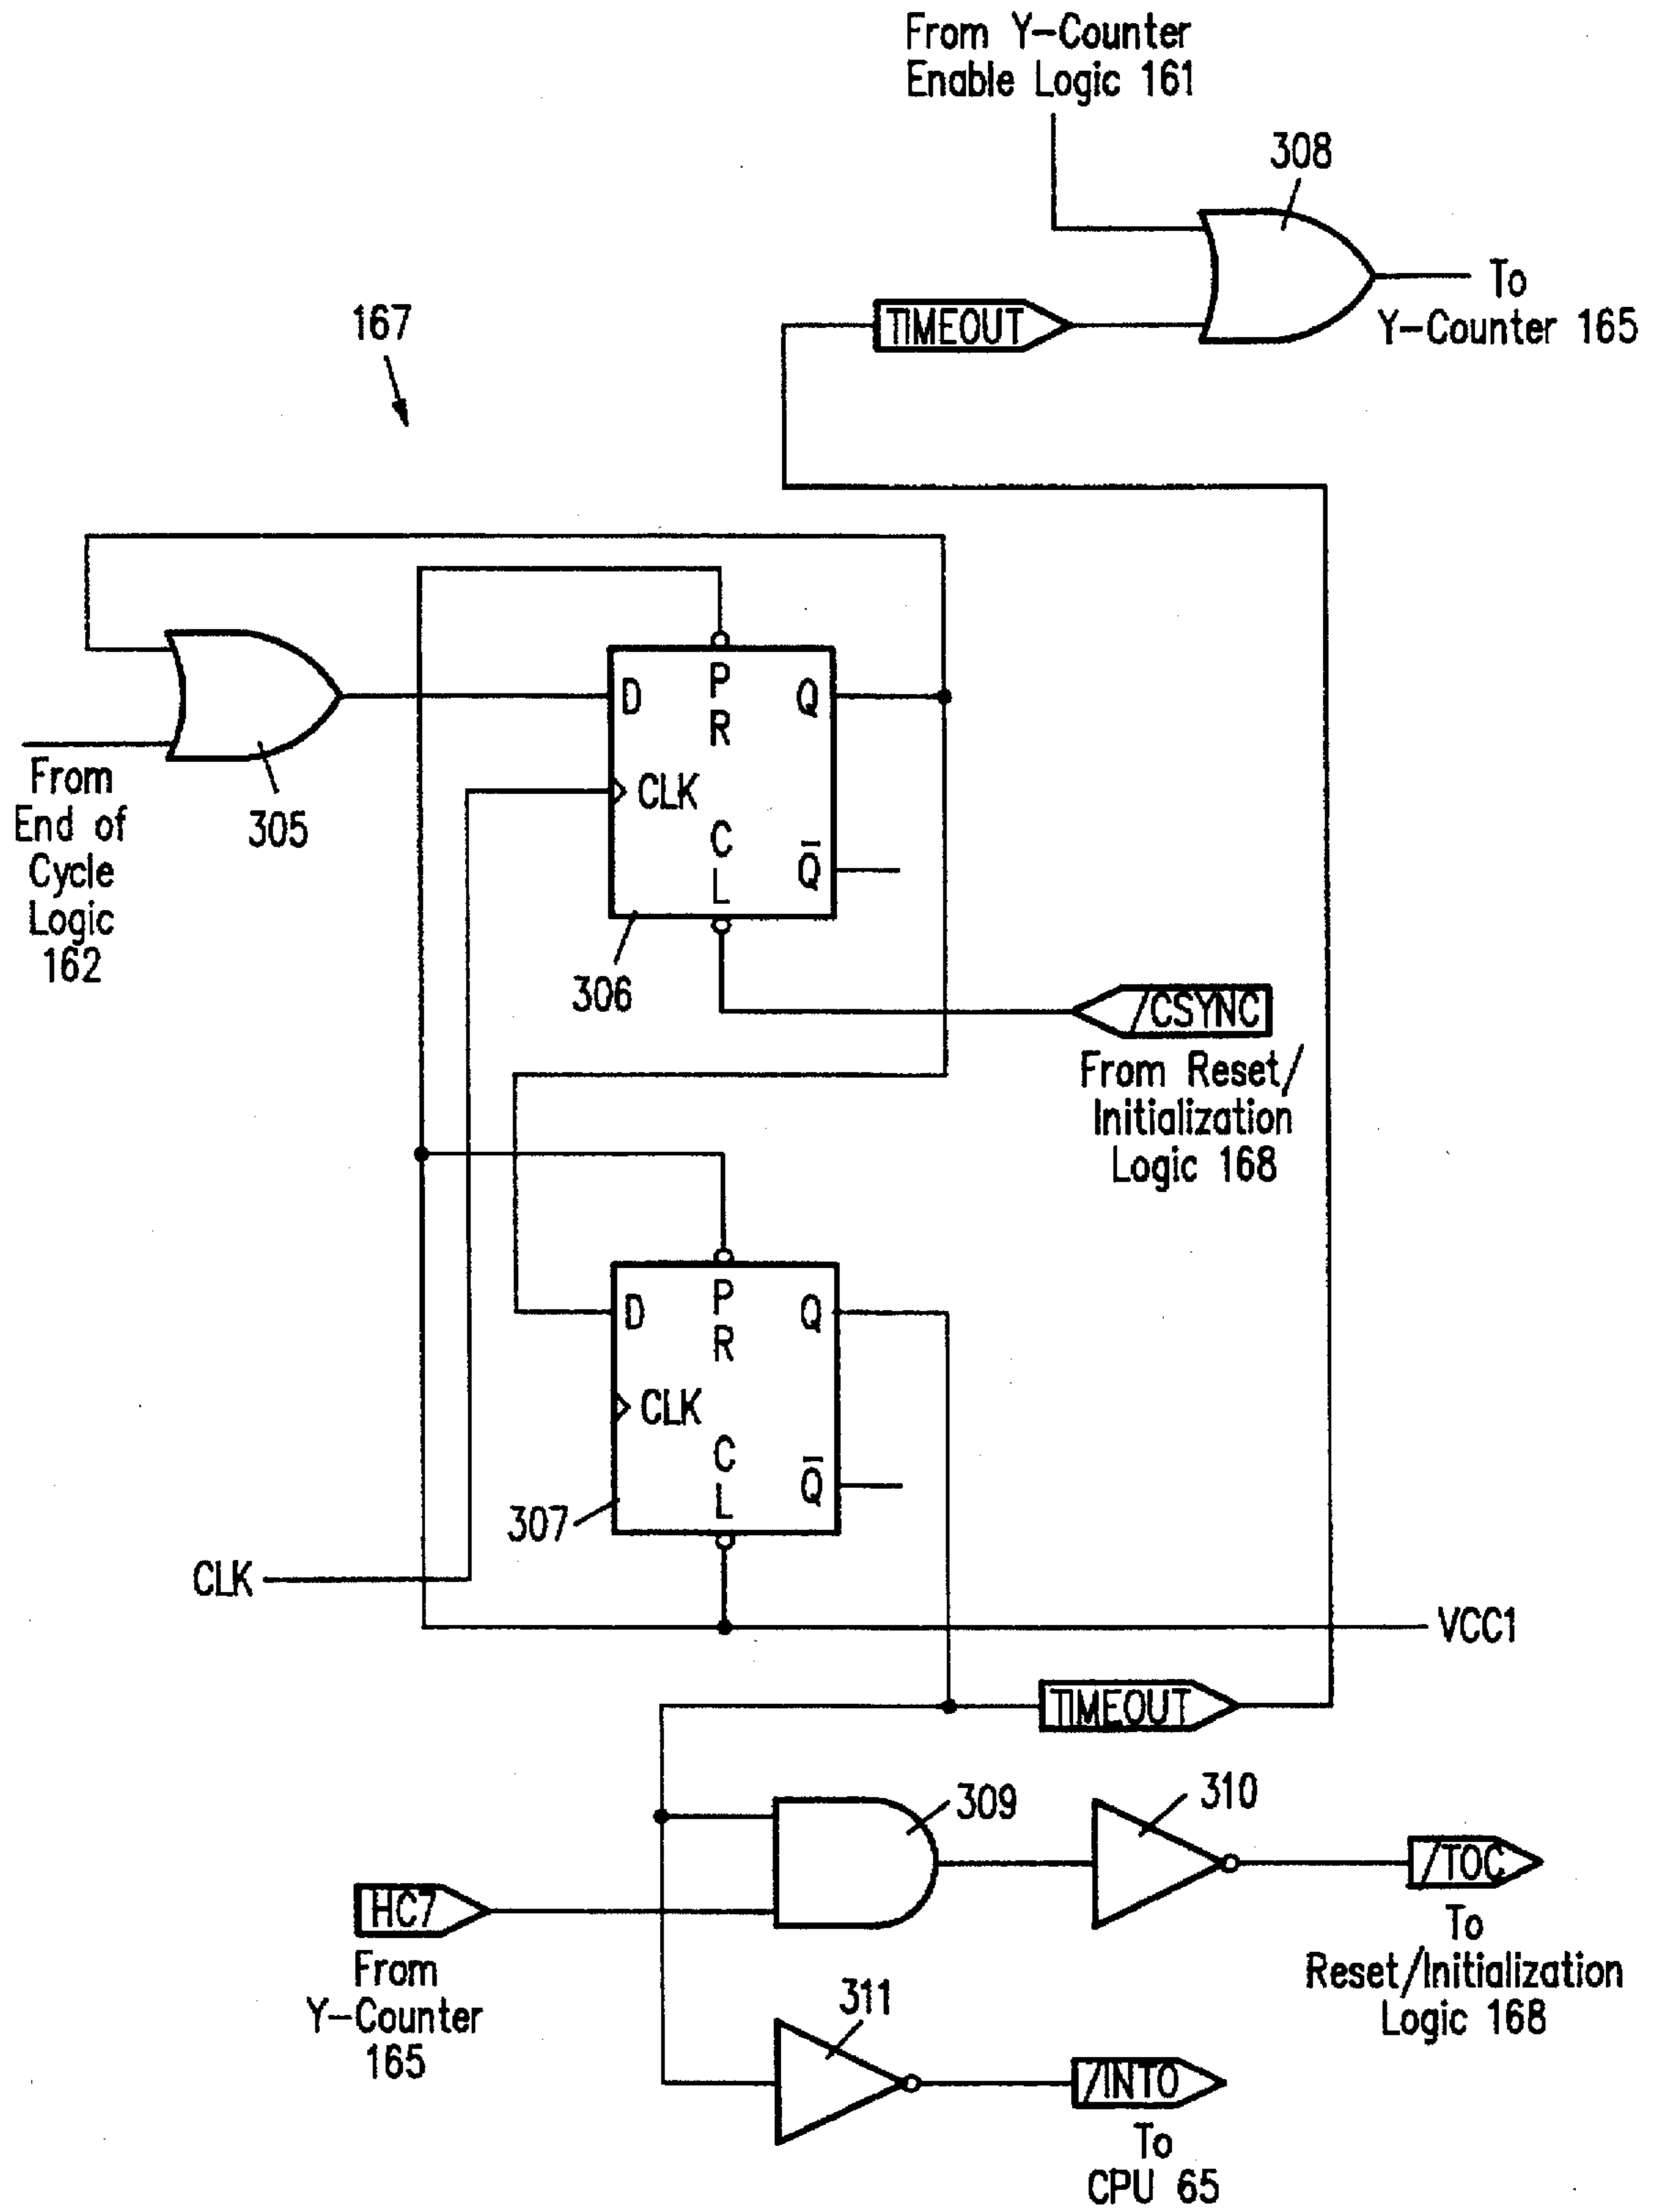 From Y-Counter
Enable Logic 161
308
To
Y-Counter 165
TIMEOUT
167
305
From
End of
Cycle
Logic
162
D
P
R
Q
CLK
C
L
Q̄
306
/CSYNC
From Reset/
Initialization
Logic 168
D
P
R
Q
CLK
C
L
Q̄
307
CLK
VCC1
TIMEOUT
309
310
/TOC
To
Reset/Initialization
Logic 168
HC7
From
Y-Counter
165
311
/INTO
To
CPU 65